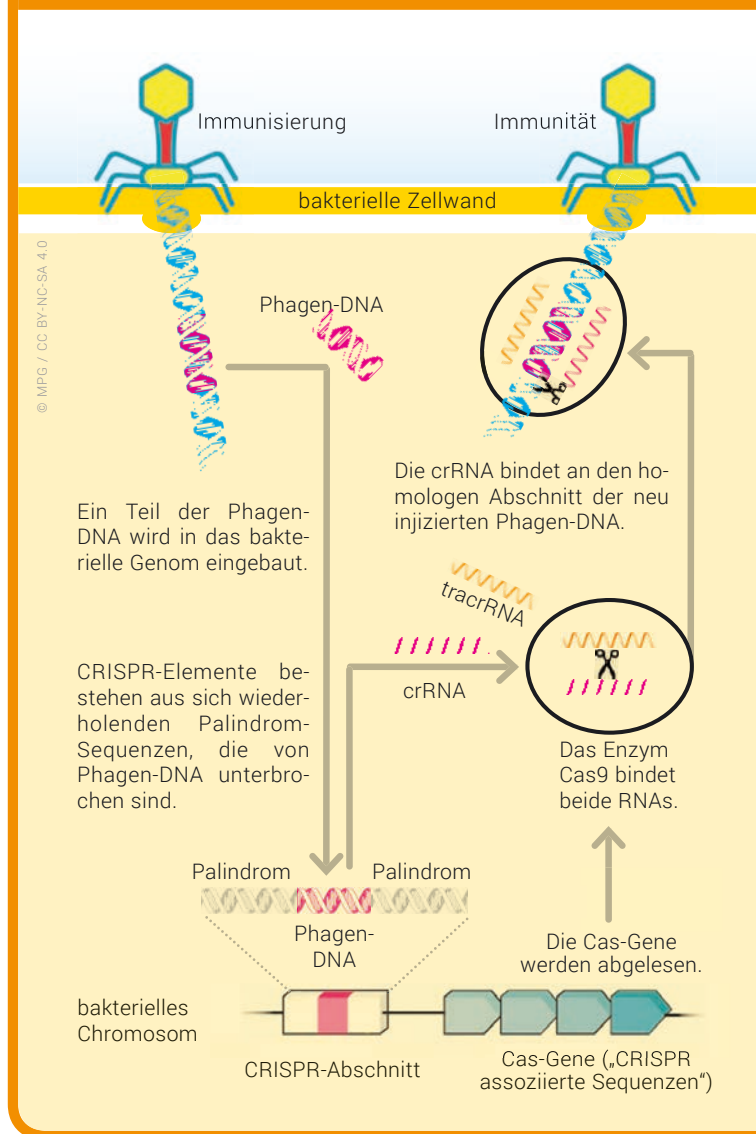 Immunisierung
Immunität
bakterielle Zellwand
© MPG / CC BY-NC-SA 4.0
Phagen-DNA
Ein Teil der Phagen-
DNA wird in das bakte-
rielle Genom eingebaut.
Die crRNA bindet an den ho-
mologen Abschnitt der neu
injizierten Phagen-DNA.
tracrRNA
crRNA
CRISPR-Elemente be-
stehen aus sich wieder-
holenden Palindrom-
Sequenzen, die von
Phagen-DNA unterbro-
chen sind.
Das Enzym
Cas9 bindet
beide RNAs.
Palindrom
Palindrom
Phagen-
DNA
Die Cas-Gene
werden abgelesen.
bakterielles
Chromosom
CRISPR-Abschnitt
Cas-Gene („CRISPR
assoziierte Sequenzen“)